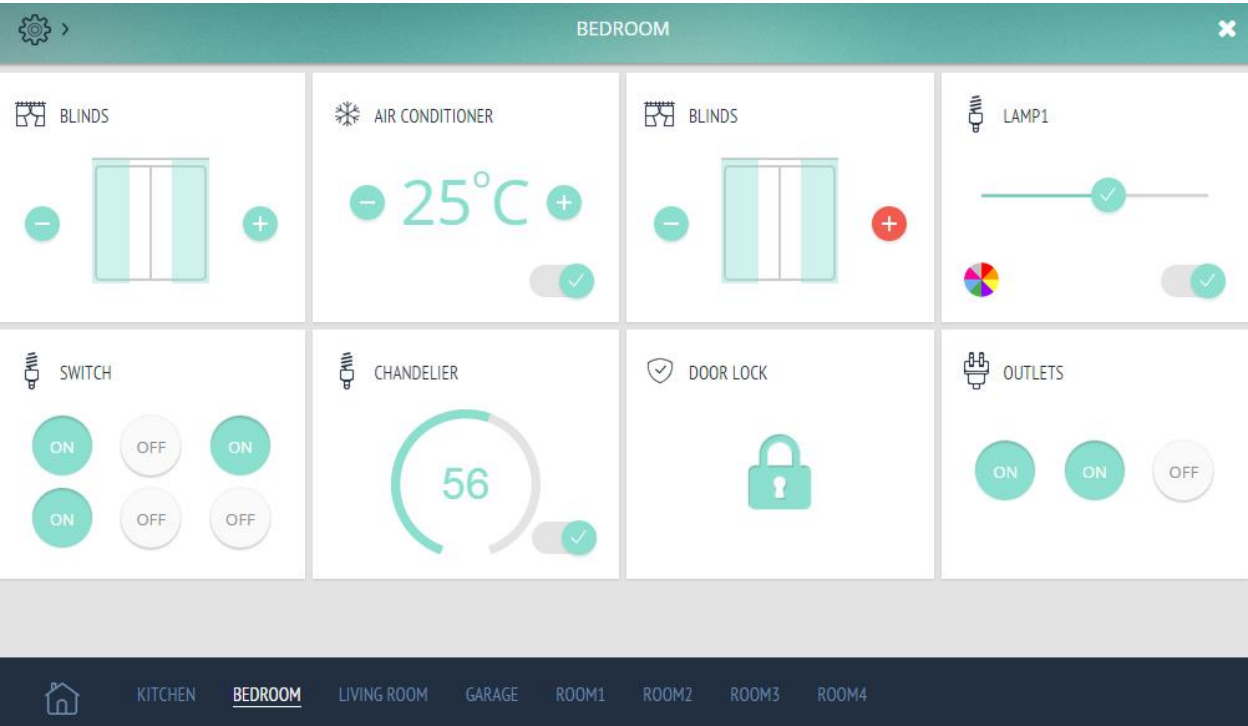 BEDROOM
BLINDS
AIR CONDITIONER
BLINDS
LAMP1
25°C
SWITCH
CHANDELIER
DOOR LOCK
OUTLETS
ON OFF ON
ON OFF OFF
56
ON ON OFF
KITCHEN BEDROOM LIVING ROOM GARAGE ROOM1 ROOM2 ROOM3 ROOM4